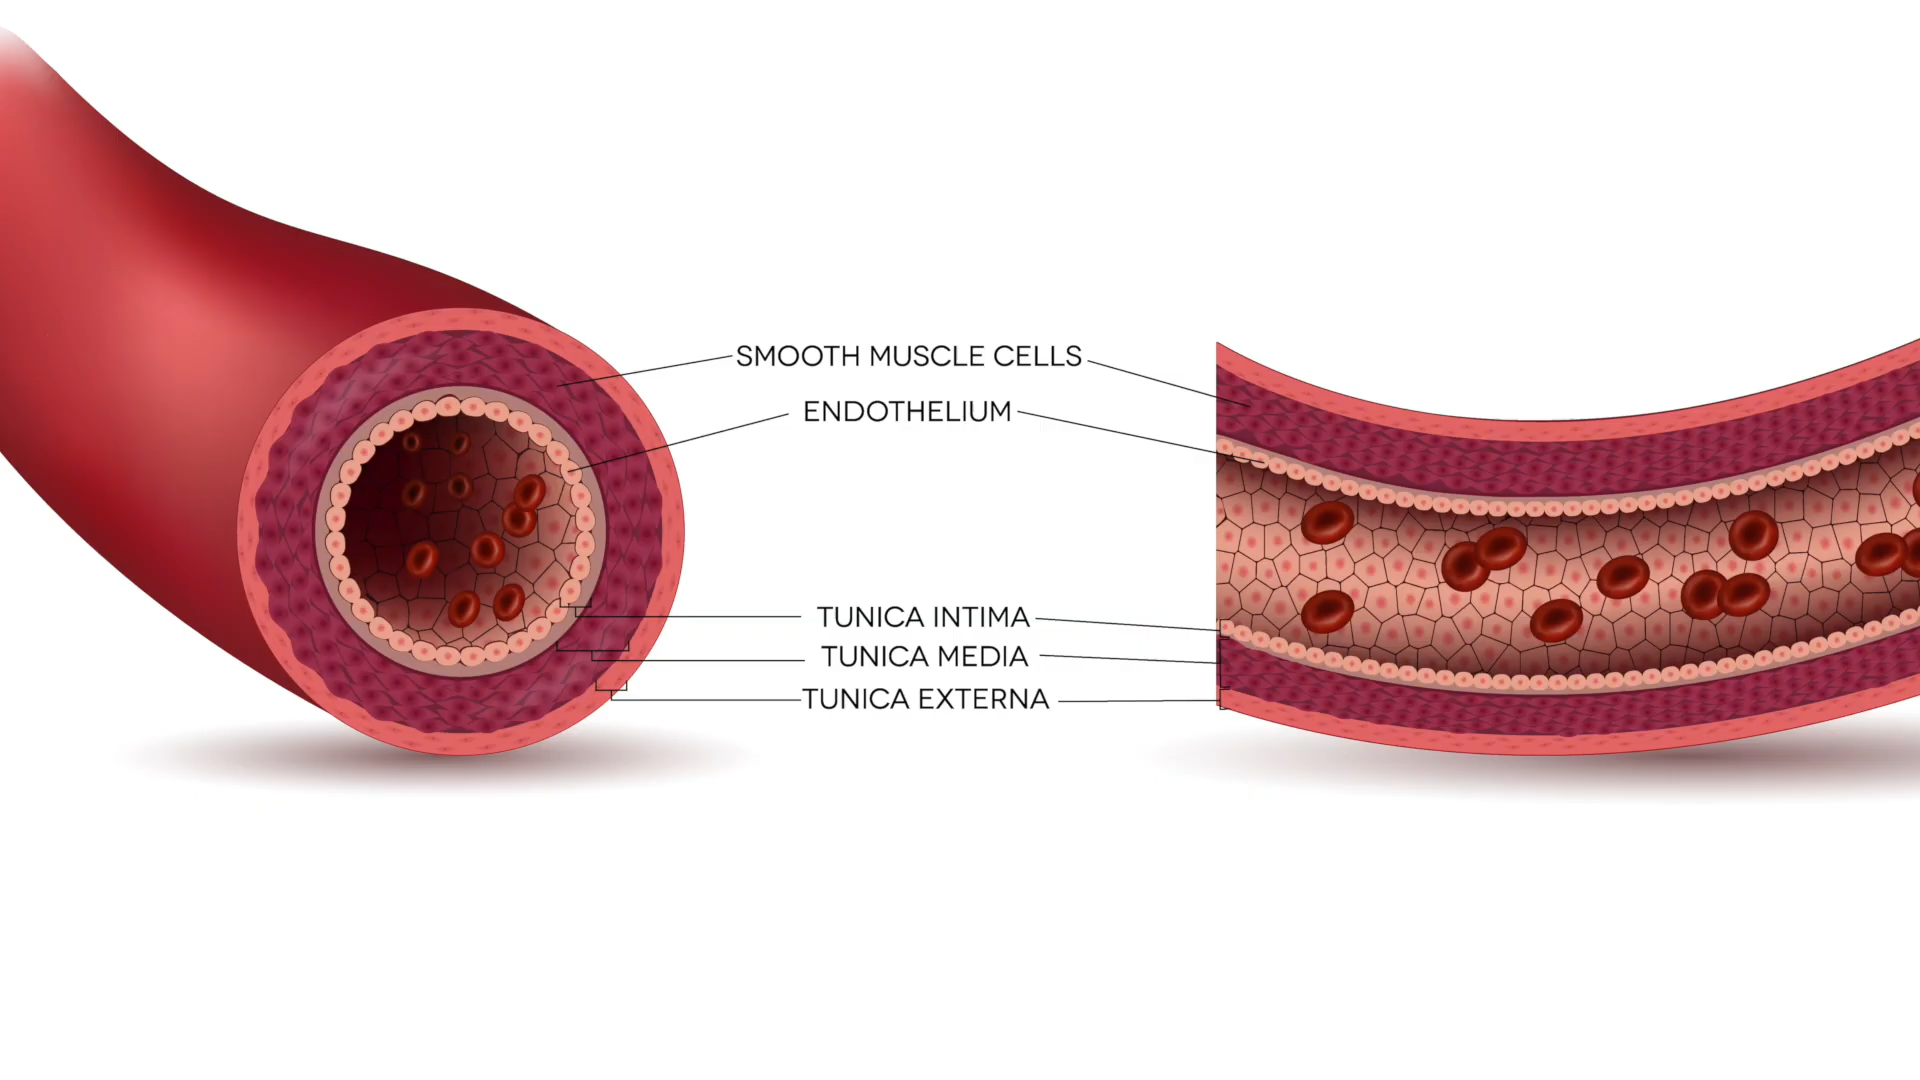 SMOOTH MUSCLE CELLS
ENDOTHELIUM
TUNICA INTIMA
TUNICA MEDIA
TUNICA EXTERNA